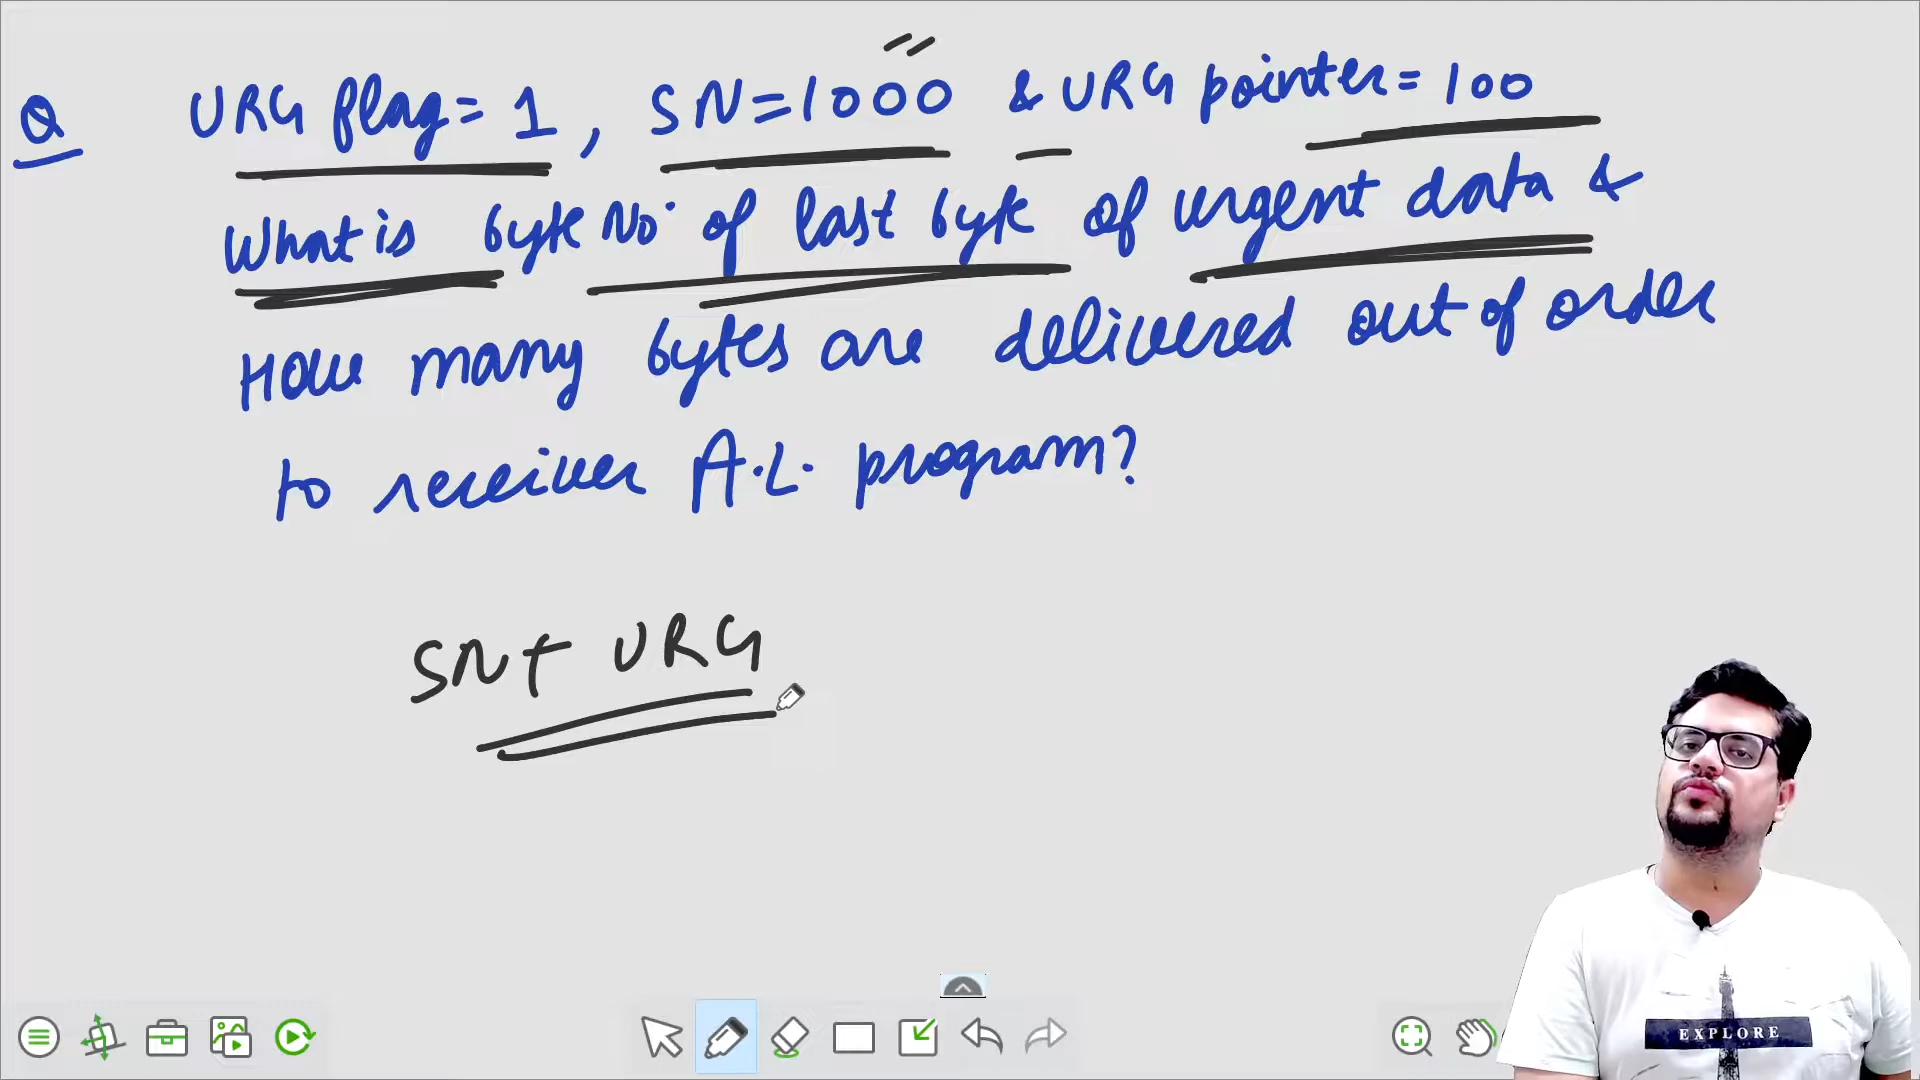 Q URG flag = 1, SN=1000 & URG pointer = 100
What is byte No. of last byte of urgent data &
How many bytes are delivered out of order
to receiver A.L. program?
SN+ URG
EXPLORE